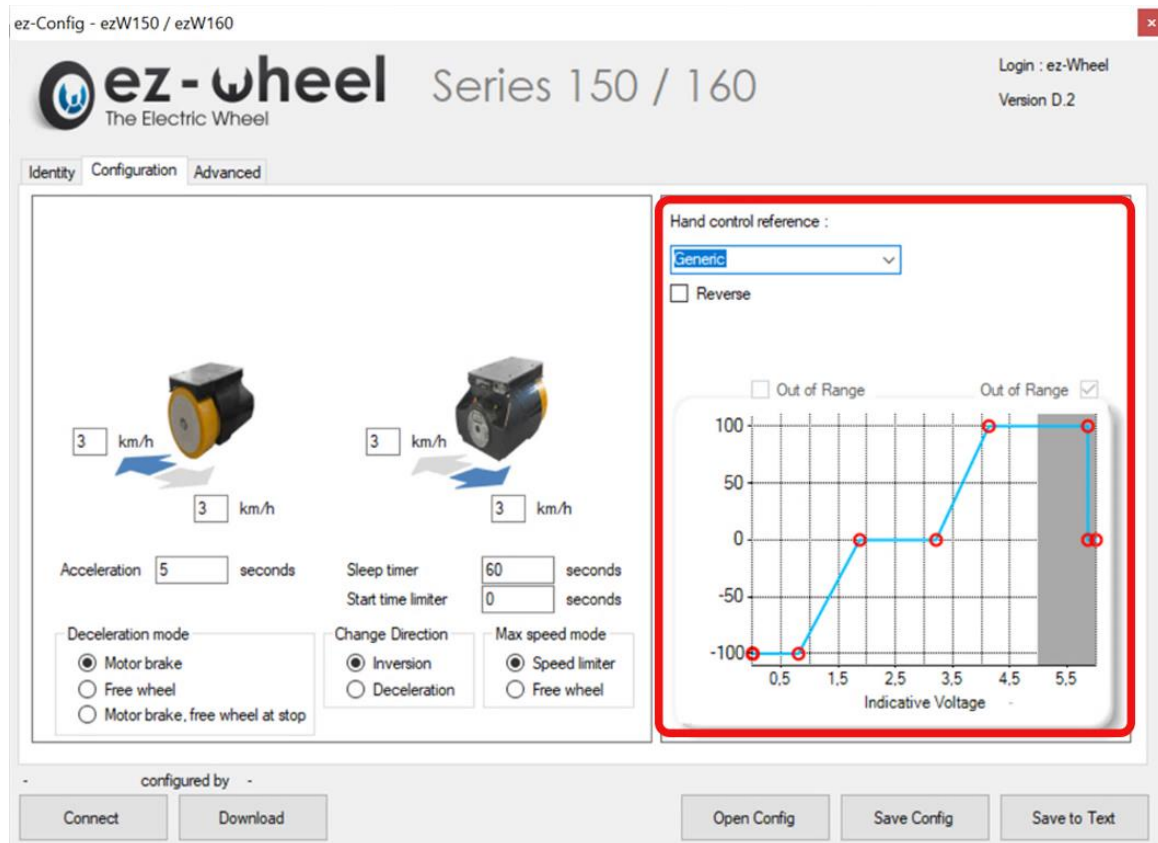 ez-Config - ezW150 / ezW160
ez-wheel
The Electric Wheel
Series 150 / 160
Login : ez-Wheel
Version D.2
Identity Configuration Advanced
3 km/h
3 km/h
3 km/h
3 km/h
Acceleration 5 seconds
Sleep timer 60 seconds
Start time limiter 0 seconds
Deceleration mode
Motor brake
Free wheel
Motor brake, free wheel at stop
Change Direction
Inversion
Deceleration
Max speed mode
Speed limiter
Free wheel
Hand control reference :
Generic
Reverse
Out of Range Out of Range
100
50
0
-50
-100
0,5 1,5 2,5 3,5 4,5 5,5
Indicative Voltage -
- configured by -
Connect Download Open Config Save Config Save to Text